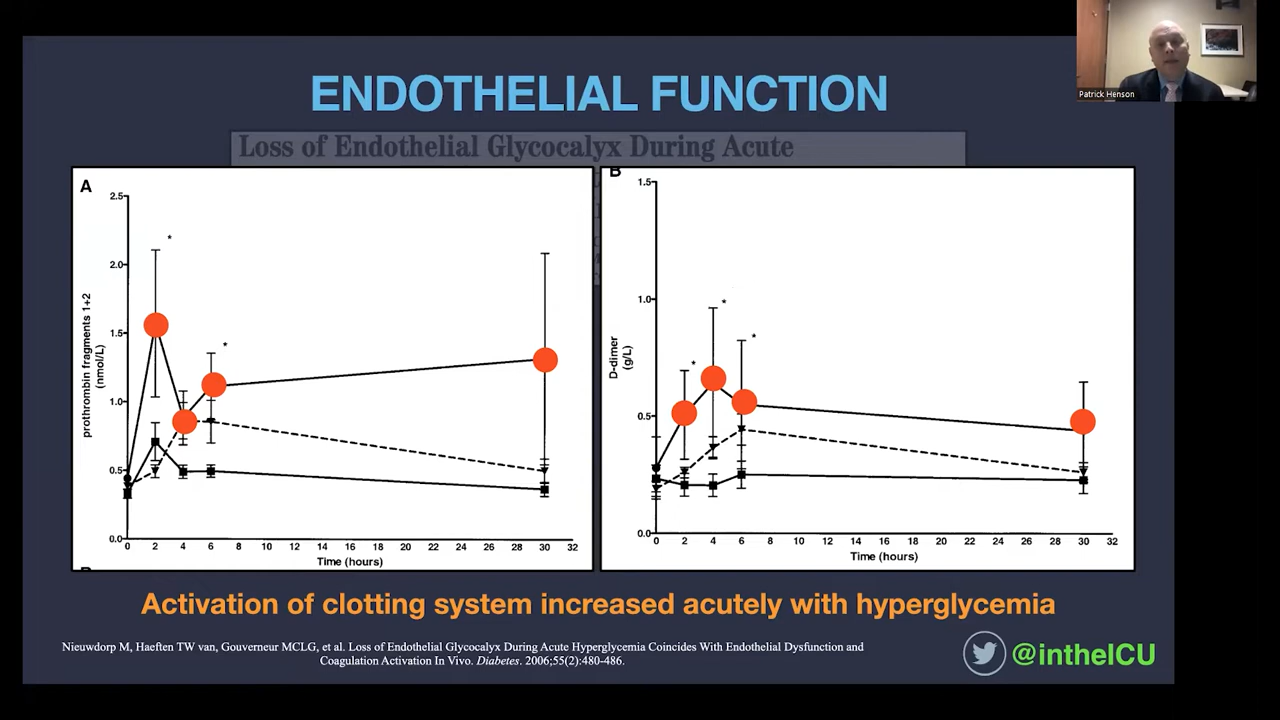 ENDOTHELIAL FUNCTION
Patrick Henson
Loss of Endothelial Glycocalyx During Acute
A
2.5
2.0
1.5
1.0
0.5
0.0
*
*
prothrombin fragments 1+2
(nmol/L)
0 2 4 6 8 10 12 14 16 18 20 22 24 26 28 30 32
Time (hours)
B
1.5
1.0
0.5
0.0
*
*
*
D-dimer
(g/L)
0 2 4 6 8 10 12 14 16 18 20 22 24 26 28 30 32
Time (hours)
Activation of clotting system increased acutely with hyperglycemia
Nieuwdorp M, Haeften TW van, Gouverneur MCLG, et al. Loss of Endothelial Glycocalyx During Acute Hyperglycemia Coincides With Endothelial Dysfunction and
Coagulation Activation In Vivo. Diabetes. 2006;55(2):480-486.
@intheICU